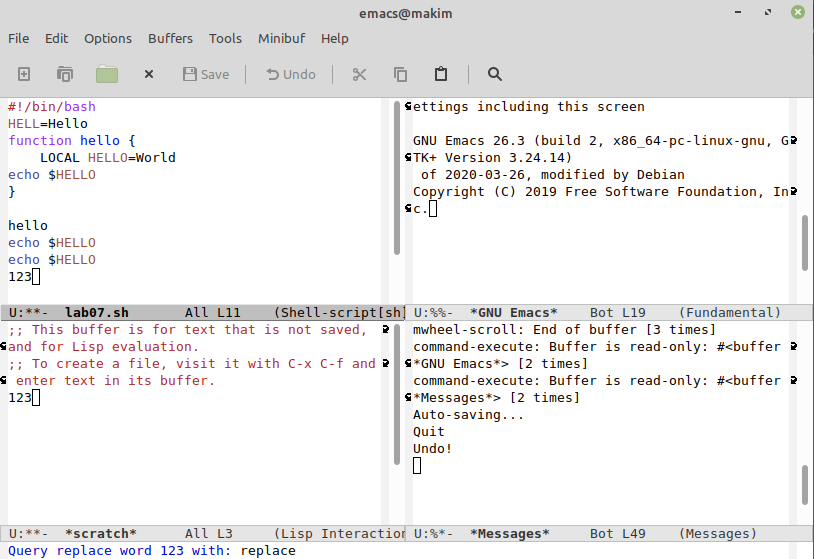 emacs@makim
File Edit Options Buffers Tools Minibuf Help
Save Undo
#!/bin/bash
HELL=Hello
function hello {
    LOCAL HELLO=World
echo $HELLO
}

hello
echo $HELLO
echo $HELLO
123
U:**-  lab07.sh       All L11    (Shell-script[sh]
ettings including this screen

GNU Emacs 26.3 (build 2, x86_64-pc-linux-gnu, G
TK+ Version 3.24.14)
 of 2020-03-26, modified by Debian
Copyright (C) 2019 Free Software Foundation, In
c.
U:%%-  *GNU Emacs*    Bot L19    (Fundamental)
;; This buffer is for text that is not saved,
and for Lisp evaluation.
;; To create a file, visit it with C-x C-f and
 enter text in its buffer.
123
U:**-  *scratch*      All L3     (Lisp Interaction
mwheel-scroll: End of buffer [3 times]
command-execute: Buffer is read-only: #<buffer
*GNU Emacs*> [2 times]
command-execute: Buffer is read-only: #<buffer
*Messages*> [2 times]
Auto-saving...
Quit
Undo!
U:%*-  *Messages*     Bot L49    (Messages)
Query replace word 123 with: replace